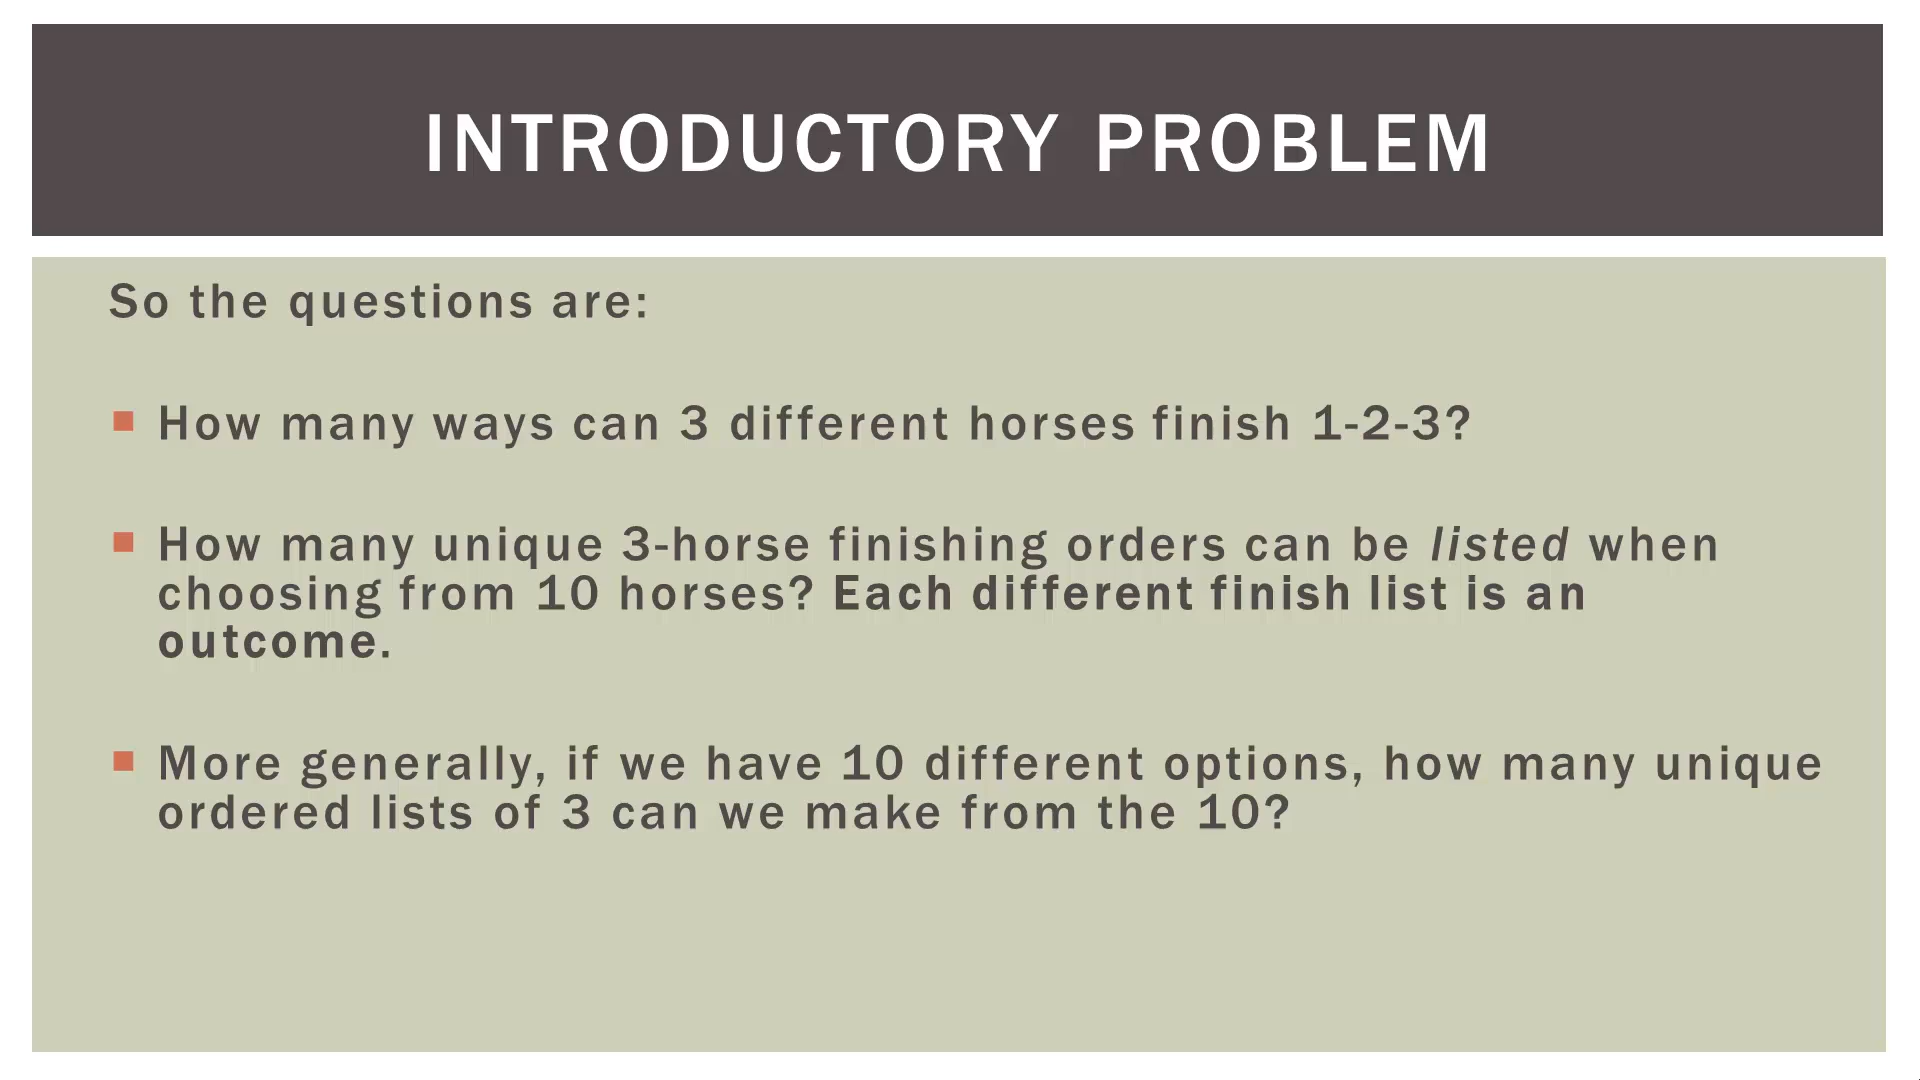 INTRODUCTORY PROBLEM
So the questions are:
How many ways can 3 different horses finish 1-2-3?
How many unique 3-horse finishing orders can be listed when
choosing from 10 horses? Each different finish list is an
outcome.
More generally, if we have 10 different options, how many unique
ordered lists of 3 can we make from the 10?